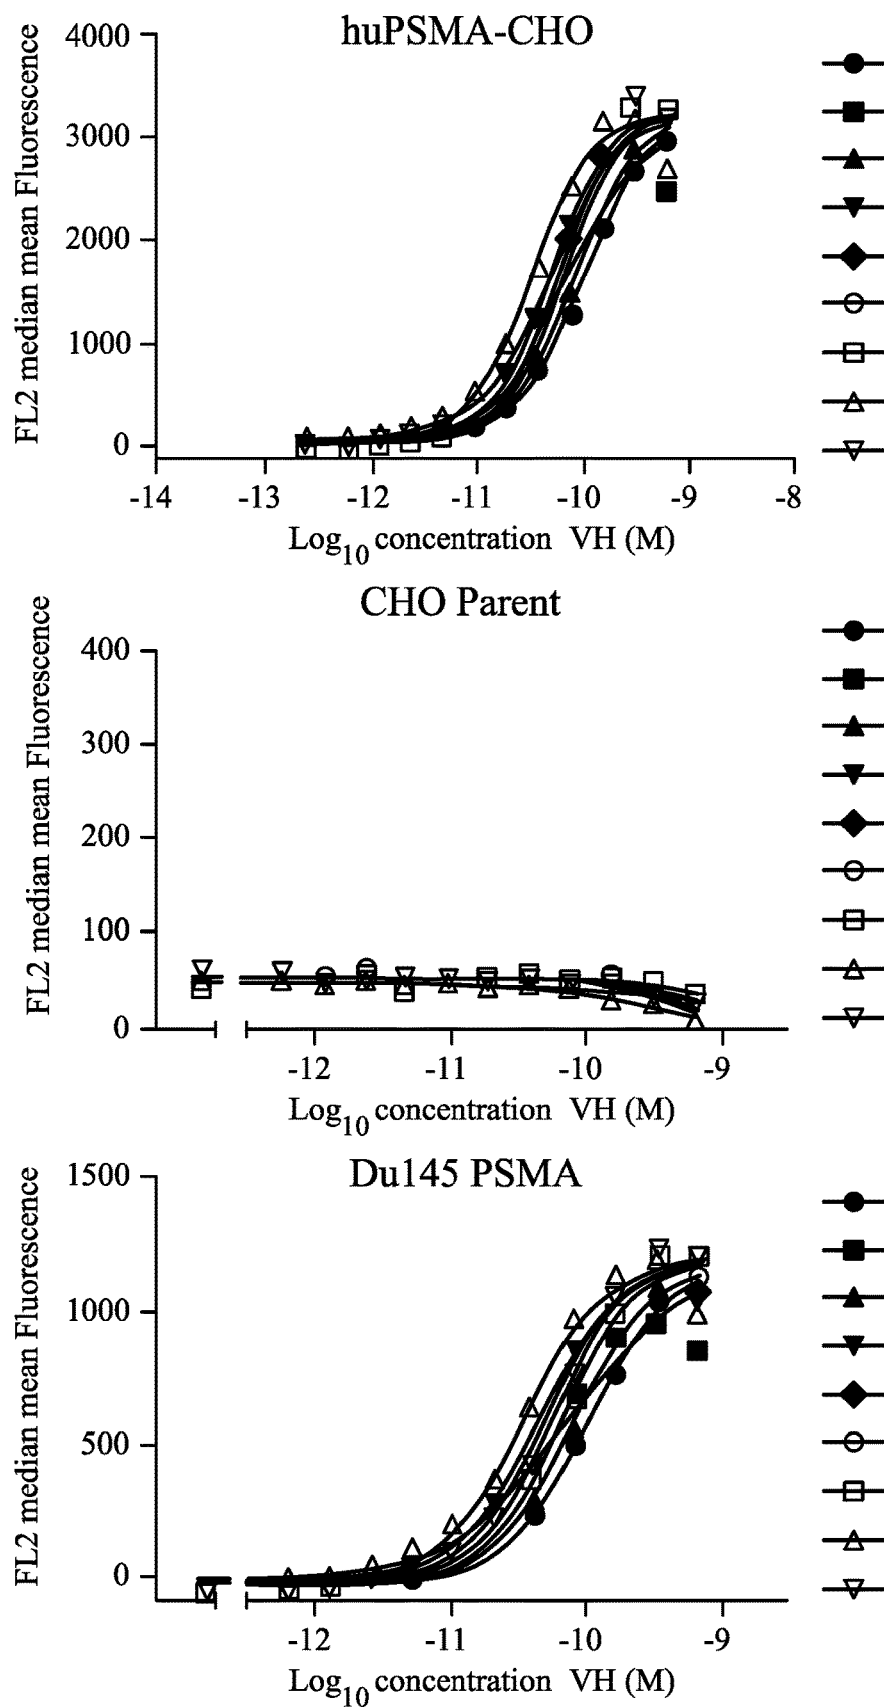 huPSMA-CHO
FL2 median mean Fluorescence
4000
3000
2000
1000
0
-14 -13 -12 -11 -10 -9 -8
Log10 concentration VH (M)
CHO Parent
FL2 median mean Fluorescence
400
300
200
100
0
-12 -11 -10 -9
Log10 concentration VH (M)
Du145 PSMA
FL2 median mean Fluorescence
1500
1000
500
0
-12 -11 -10 -9
Log10 concentration VH (M)